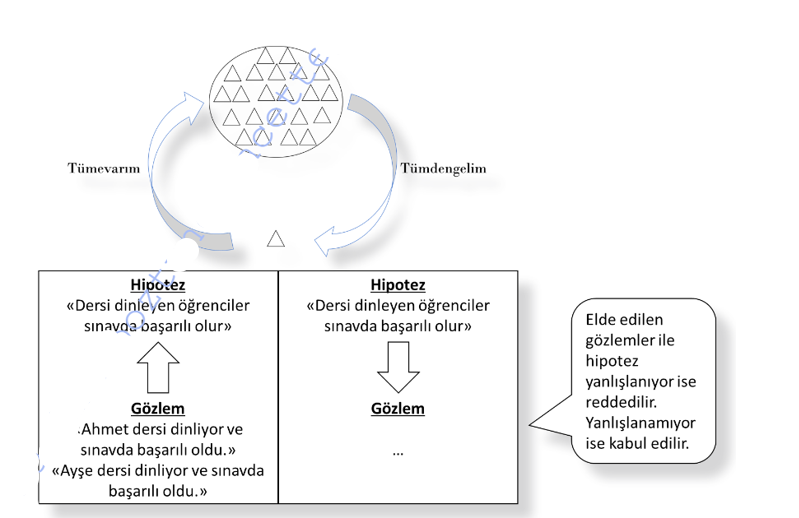 Tümevarım
Tümdengelim
Hipotez
«Dersi dinleyen öğrenciler
sınavda başarılı olur»
Gözlem
Ahmet dersi dinliyor ve
sınavda başarılı oldu.»
«Ayşe dersi dinliyor ve sınavda
başarılı oldu.»
Hipotez
«Dersi dinleyen öğrenciler
sınavda başarılı olur»
Gözlem
...
Elde edilen
gözlemler ile
hipotez
yanlışlanıyor ise
reddedilir.
Yanlışlanamıyor
ise kabul edilir.